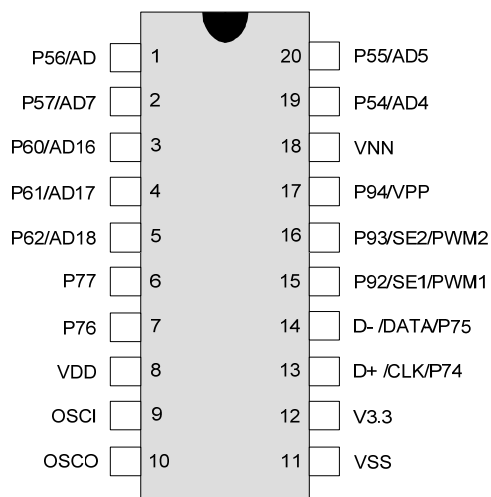 P56/AD 1 20 P55/AD5
P57/AD7 2 19 P54/AD4
P60/AD16 3 18 VNN
P61/AD17 4 17 P94/VPP
P62/AD18 5 16 P93/SE2/PWM2
P77 6 15 P92/SE1/PWM1
P76 7 14 D- /DATA/P75
VDD 8 13 D+ /CLK/P74
OSCI 9 12 V3.3
OSCO 10 11 VSS